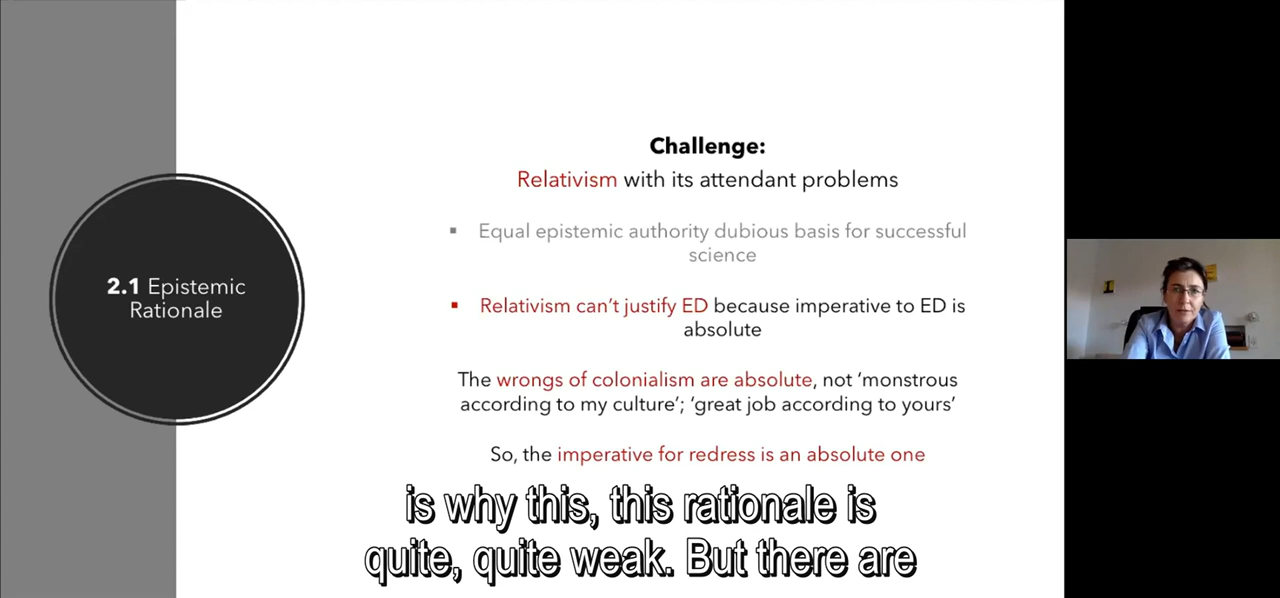 2.1 Epistemic
Rationale
Challenge:
Relativism with its attendant problems
▪ Equal epistemic authority dubious basis for successful
science
▪ Relativism can’t justify ED because imperative to ED is
absolute
The wrongs of colonialism are absolute, not ‘monstrous
according to my culture’; ‘great job according to yours’
So, the imperative for redress is an absolute one
is why this, this rationale is
quite, quite weak. But there are